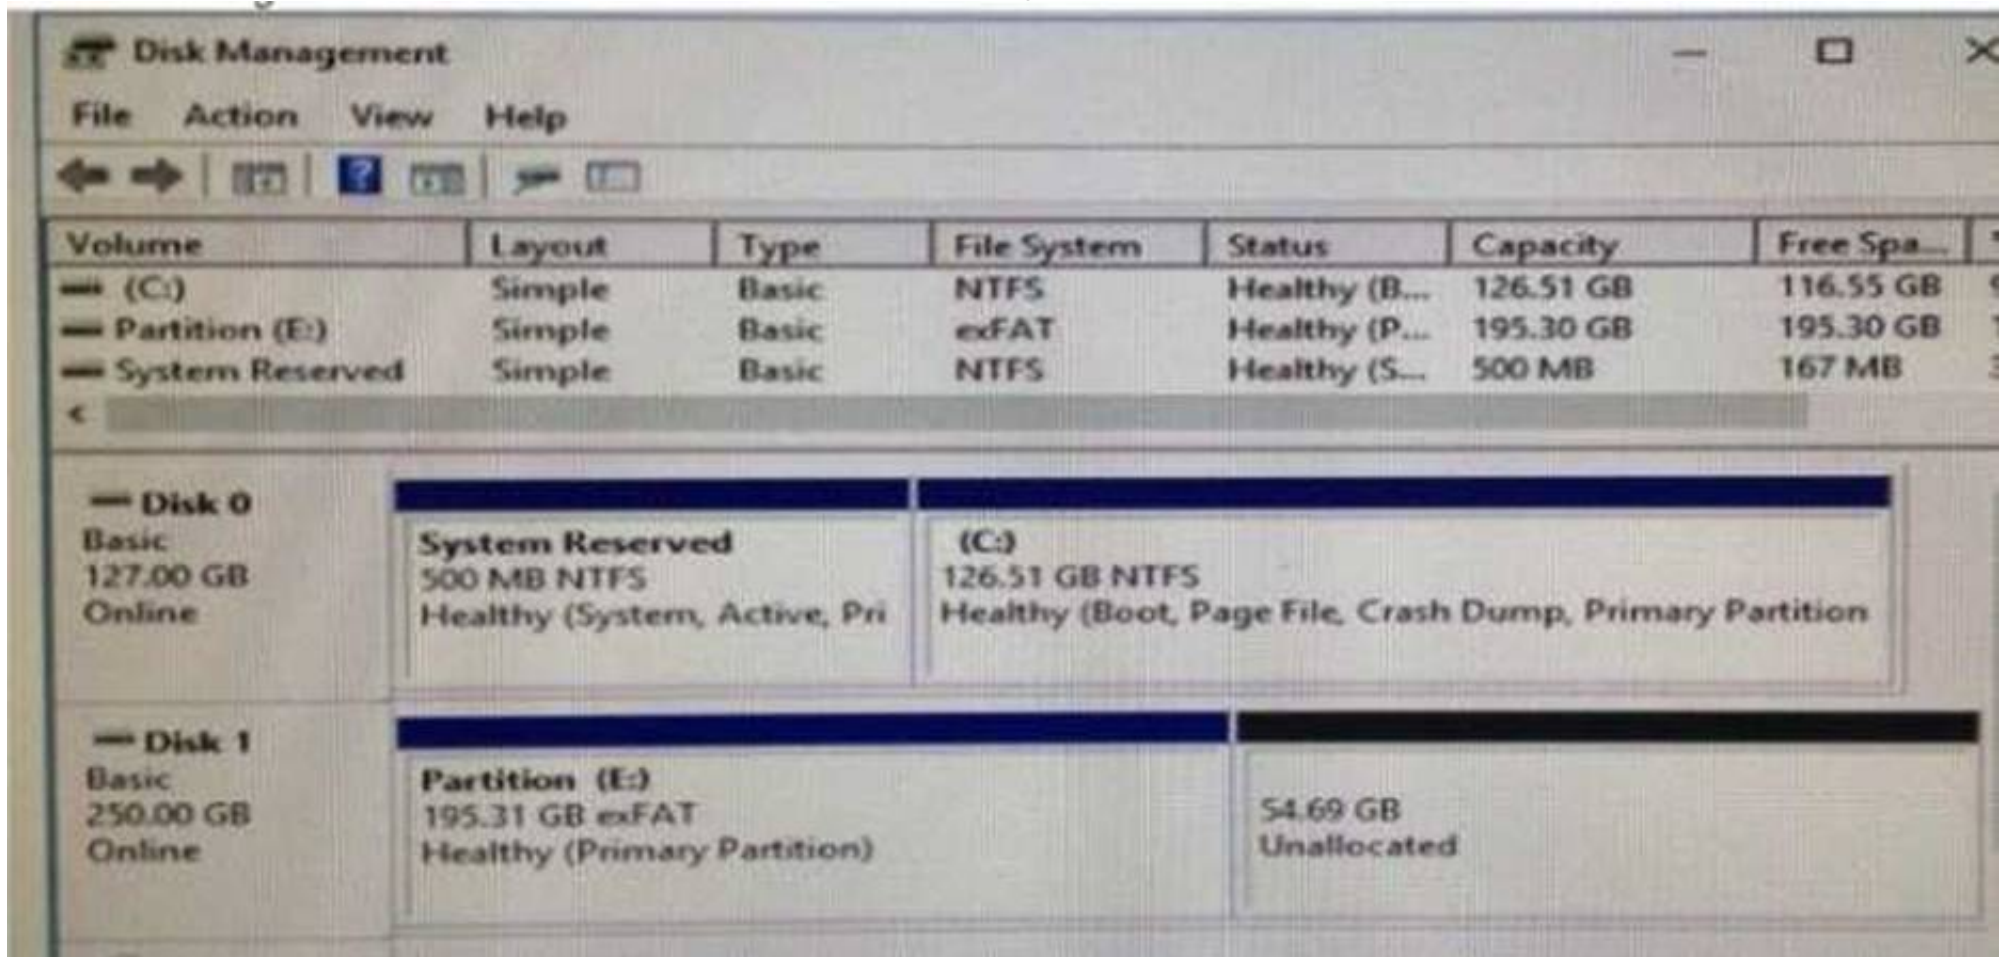 Disk Management
File Action View Help
Volume Layout Type File System Status Capacity Free Spa...
(C:) Simple Basic NTFS Healthy (B... 126.51 GB 116.55 GB
Partition (E:) Simple Basic exFAT Healthy (P... 195.30 GB 195.30 GB
System Reserved Simple Basic NTFS Healthy (S... 500 MB 167 MB
Disk 0
Basic
127.00 GB
Online
System Reserved
500 MB NTFS
Healthy (System, Active, Pri
(C:)
126.51 GB NTFS
Healthy (Boot, Page File, Crash Dump, Primary Partition
Disk 1
Basic
250.00 GB
Online
Partition (E:)
195.31 GB exFAT
Healthy (Primary Partition)
54.69 GB
Unallocated